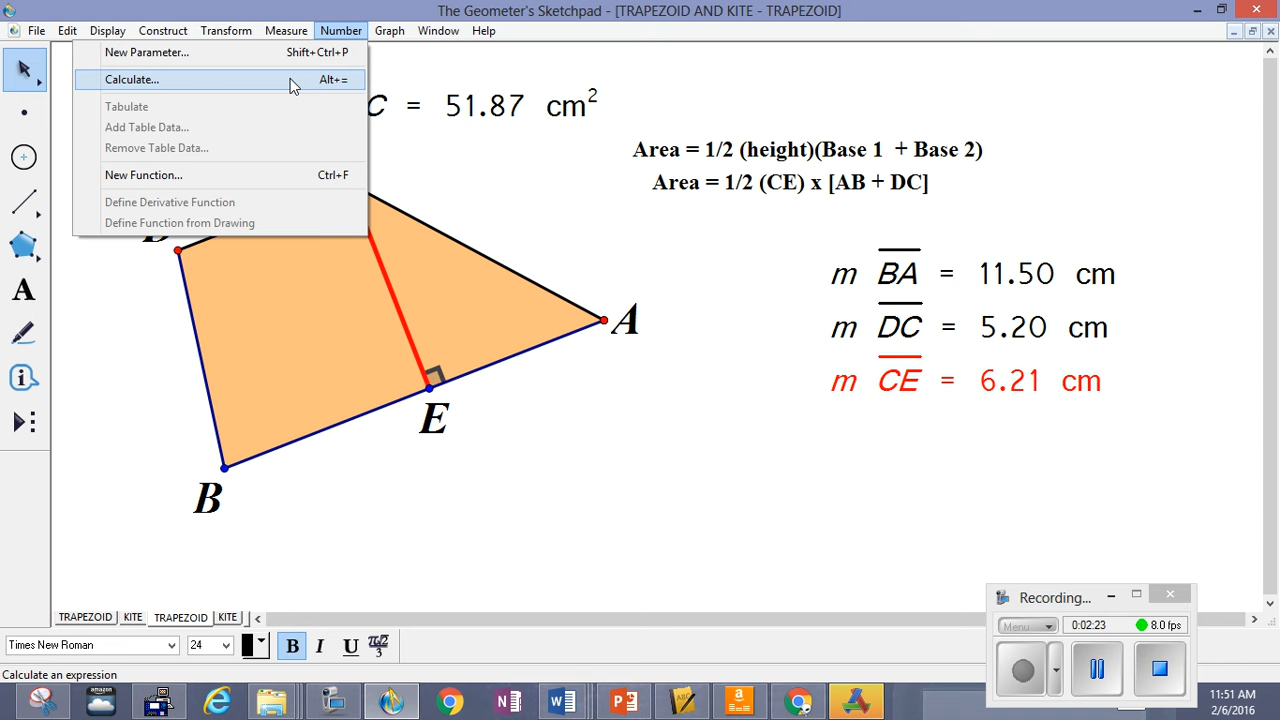 The Geometer's Sketchpad - [TRAPEZOID AND KITE - TRAPEZOID]
File Edit Display Construct Transform Measure Number Graph Window Help
New Parameter... Shift+Ctrl+P
Calculate... Alt+=
Tabulate
Add Table Data...
Remove Table Data...
New Function... Ctrl+F
Define Derivative Function
Define Function from Drawing
C = 51.87 cm²
Area = 1/2 (height)(Base 1 + Base 2)
Area = 1/2 (CE) x [AB + DC]
m BA = 11.50 cm
m DC = 5.20 cm
m CE = 6.21 cm
A
E
B
Recording...
Menu 0:02:23 8.0 fps
TRAPEZOID KITE TRAPEZOID KITE
Times New Roman 24 B I U
Calculate an expression
11:51 AM
2/6/2016